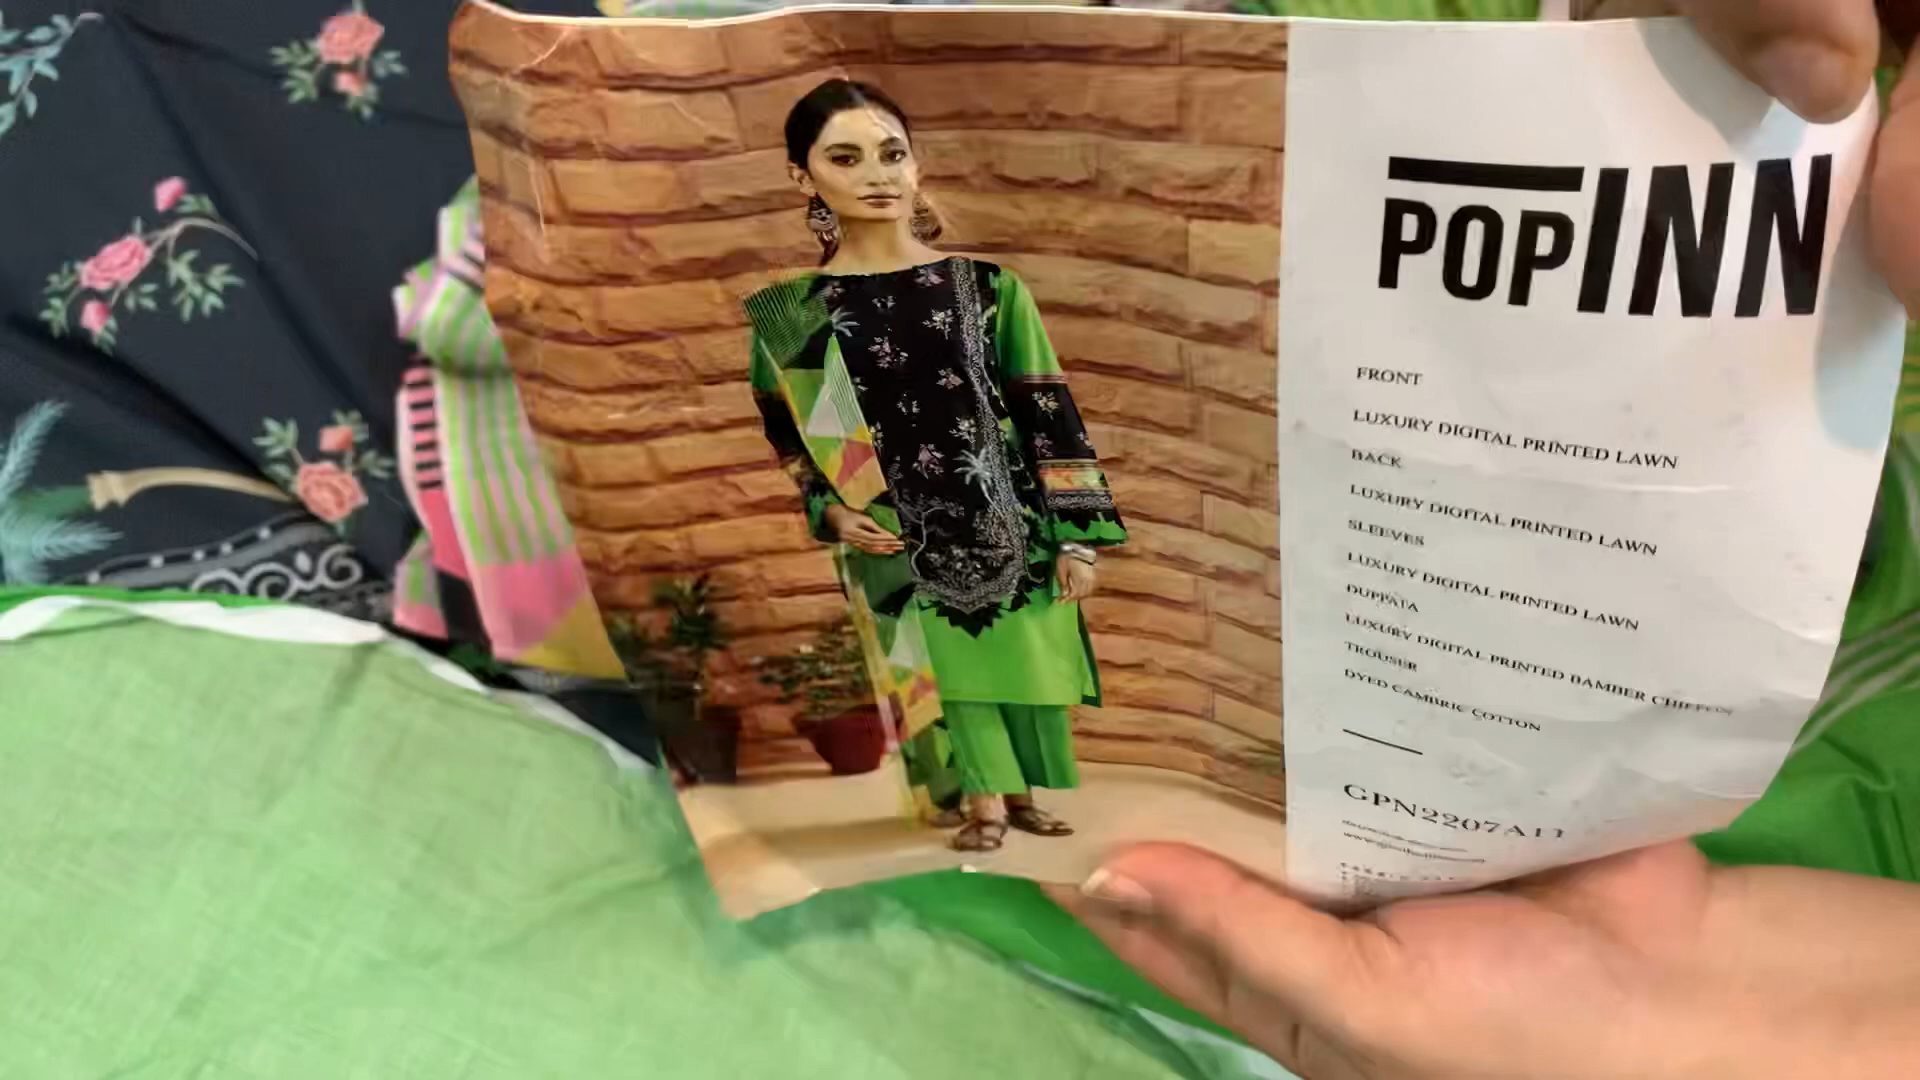 POPINN
FRONT
LUXURY DIGITAL PRINTED LAWN
BACK
LUXURY DIGITAL PRINTED LAWN
SLEEVES
LUXURY DIGITAL PRINTED LAWN
DUPPATA
LUXURY DIGITAL PRINTED BAMBER CHIFFON
TROUSER
DYED CAMBRIC COTTON
GPN2207A11